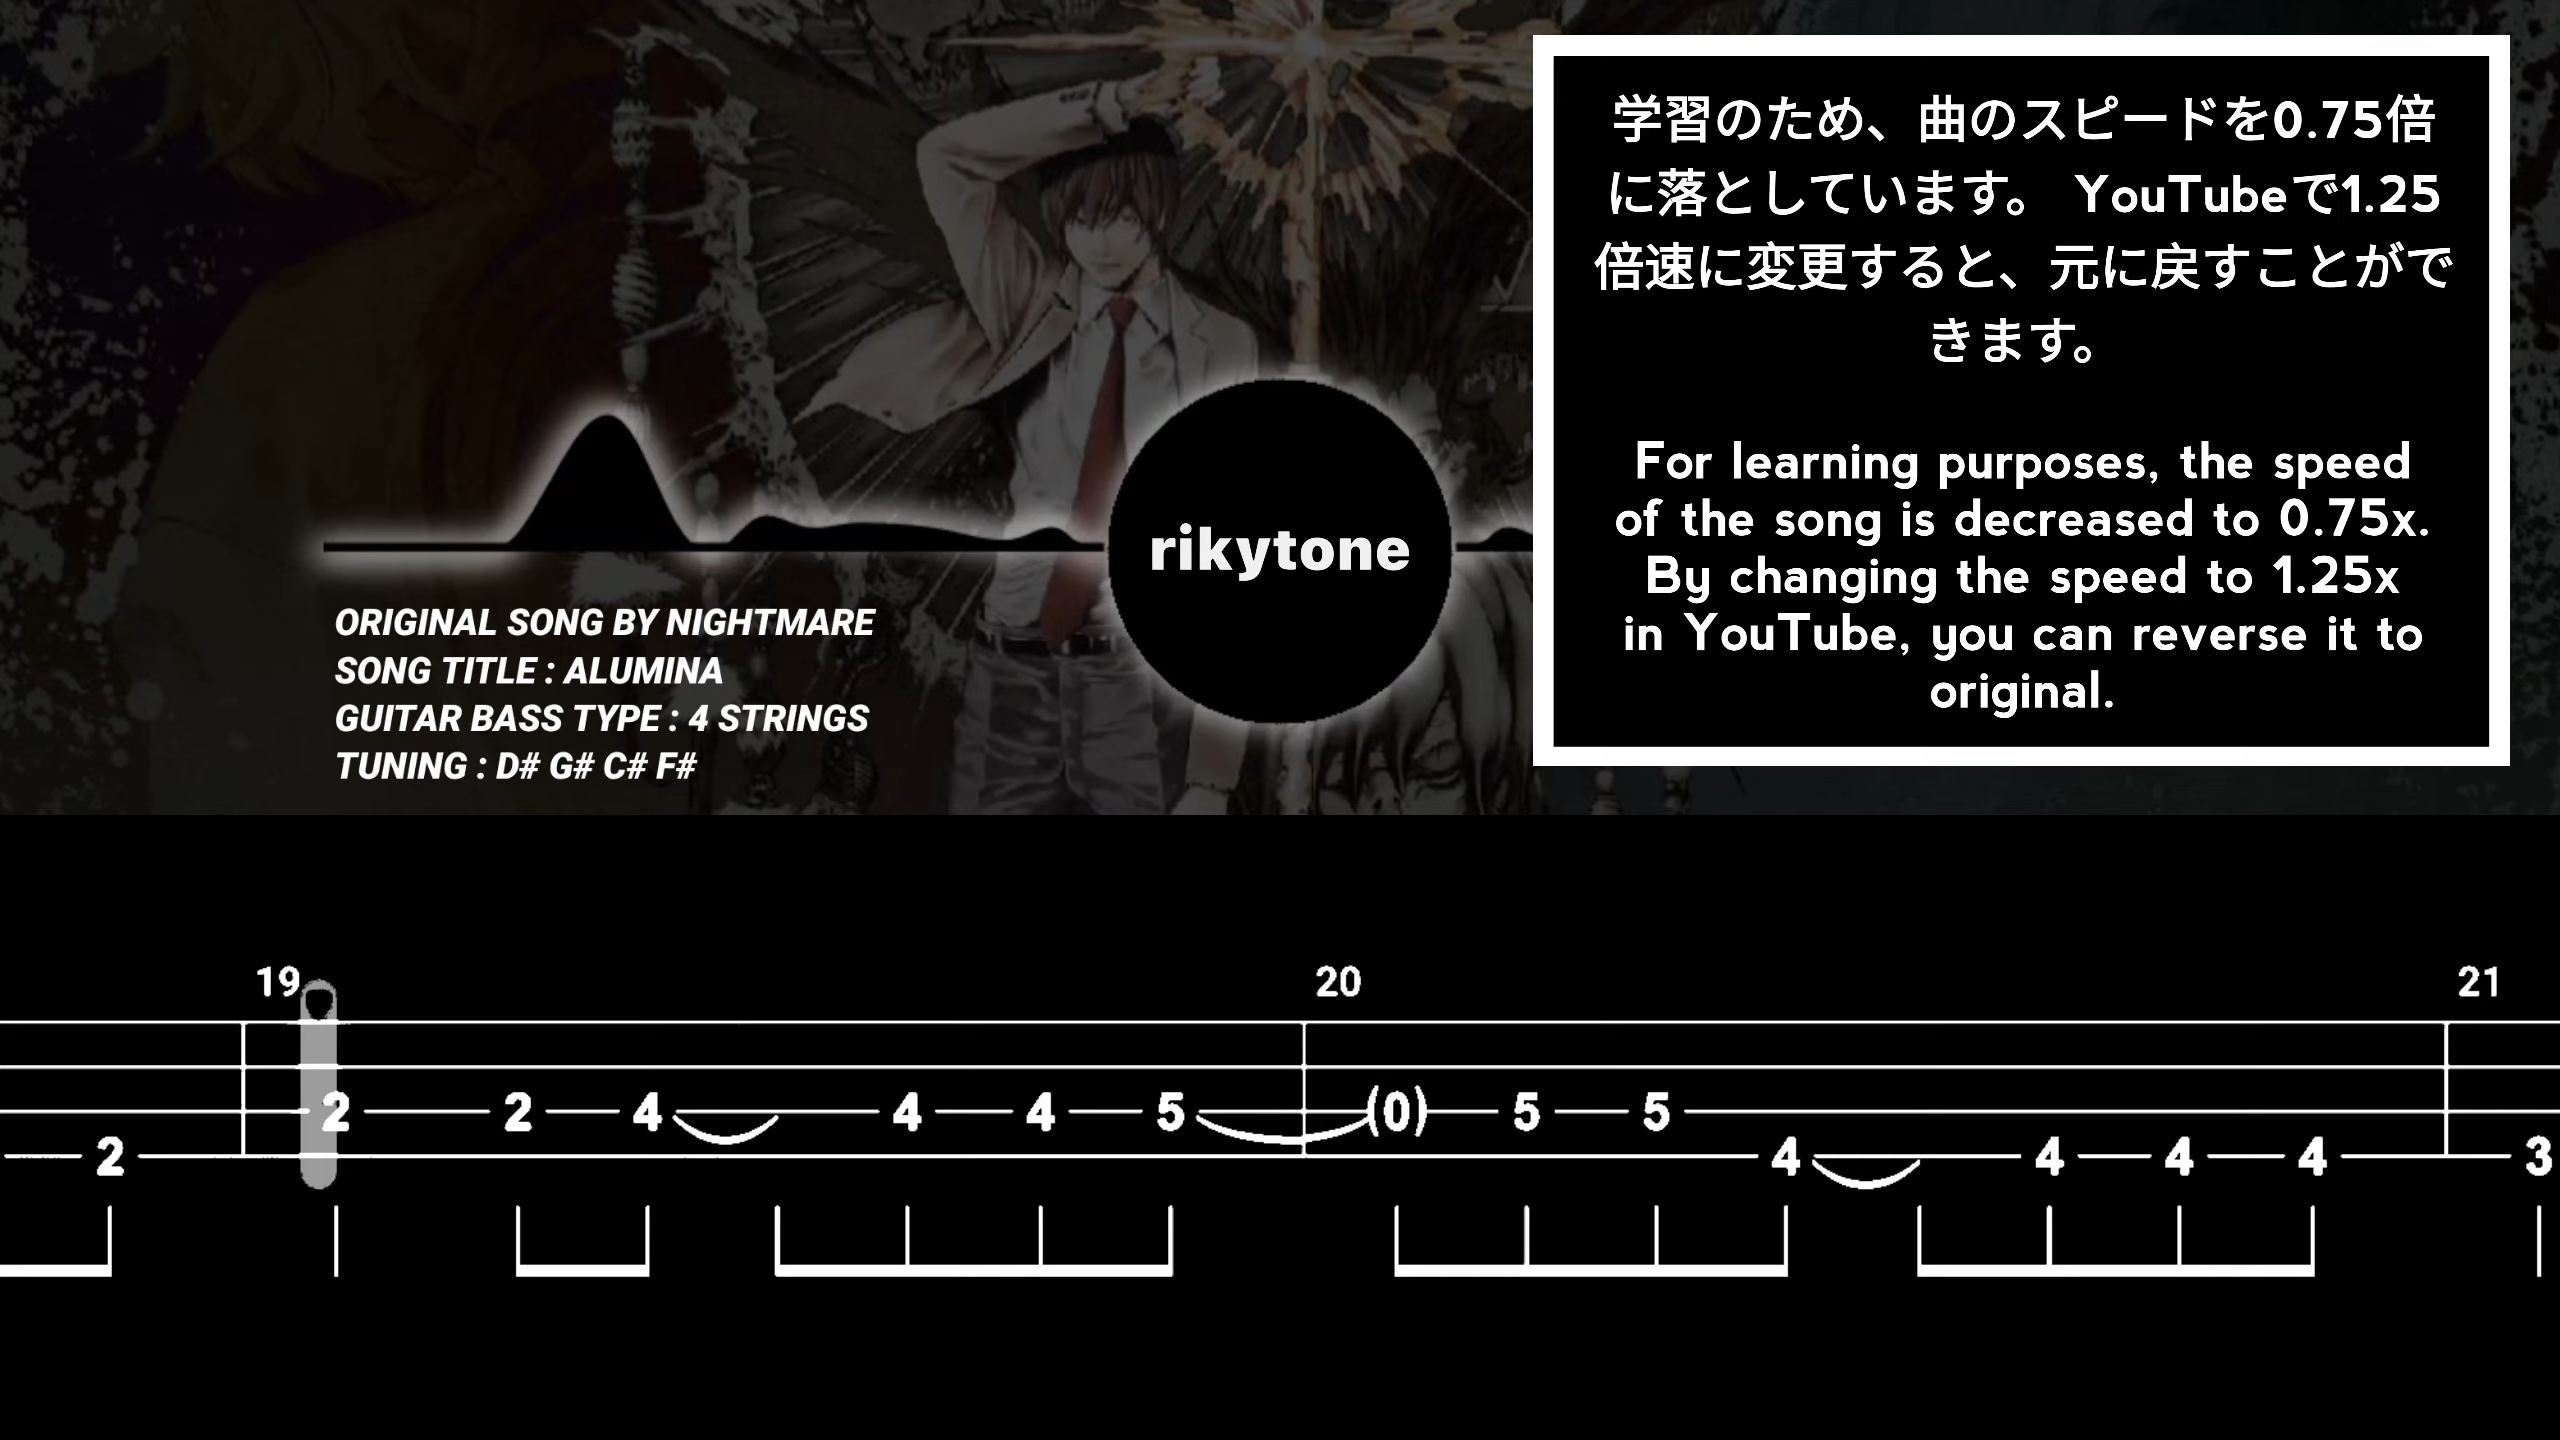 学習のため、曲のスピードを0.75倍
に落としています。 YouTubeで1.25
倍速に変更すると、元に戻すことがで
きます。
For learning purposes, the speed
of the song is decreased to 0.75x.
By changing the speed to 1.25x
in YouTube, you can reverse it to
original.
rikytone
ORIGINAL SONG BY NIGHTMARE
SONG TITLE : ALUMINA
GUITAR BASS TYPE : 4 STRINGS
TUNING : D# G# C# F#
19 20 21
2 2 4 4 4 5 (0) 5 5
2 4 4 4 4 3